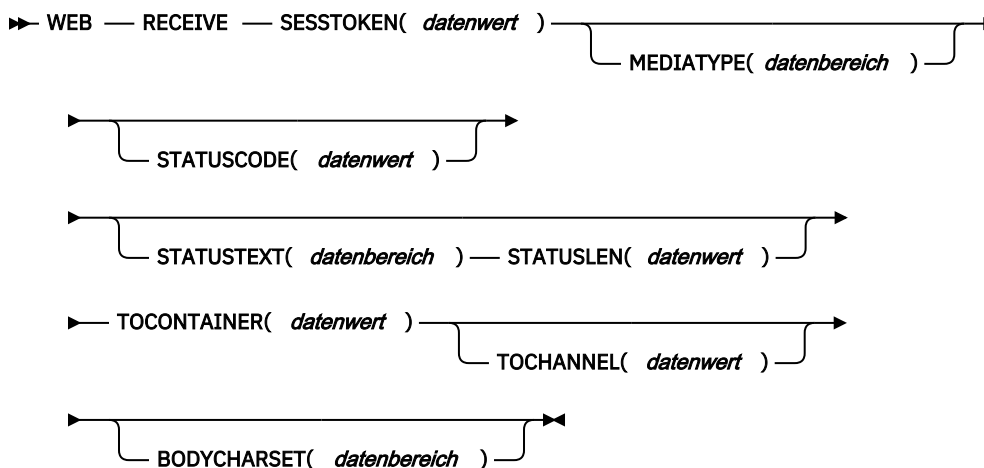 WEB RECEIVE SESSTOKEN( datenwert )
MEDIATYPE( datenbereich )
STATUSCODE( datenwert )
STATUSTEXT( datenbereich ) STATUSLEN( datenwert )
TOCONTAINER( datenwert )
TOCHANNEL( datenwert )
BODYCHARSET( datenbereich )